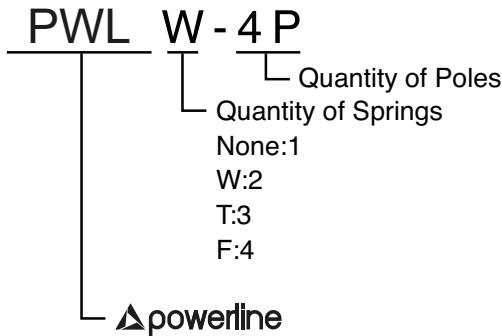 PWL W - 4 P
Quantity of Poles
Quantity of Springs
None:1
W:2
T:3
F:4
powerline